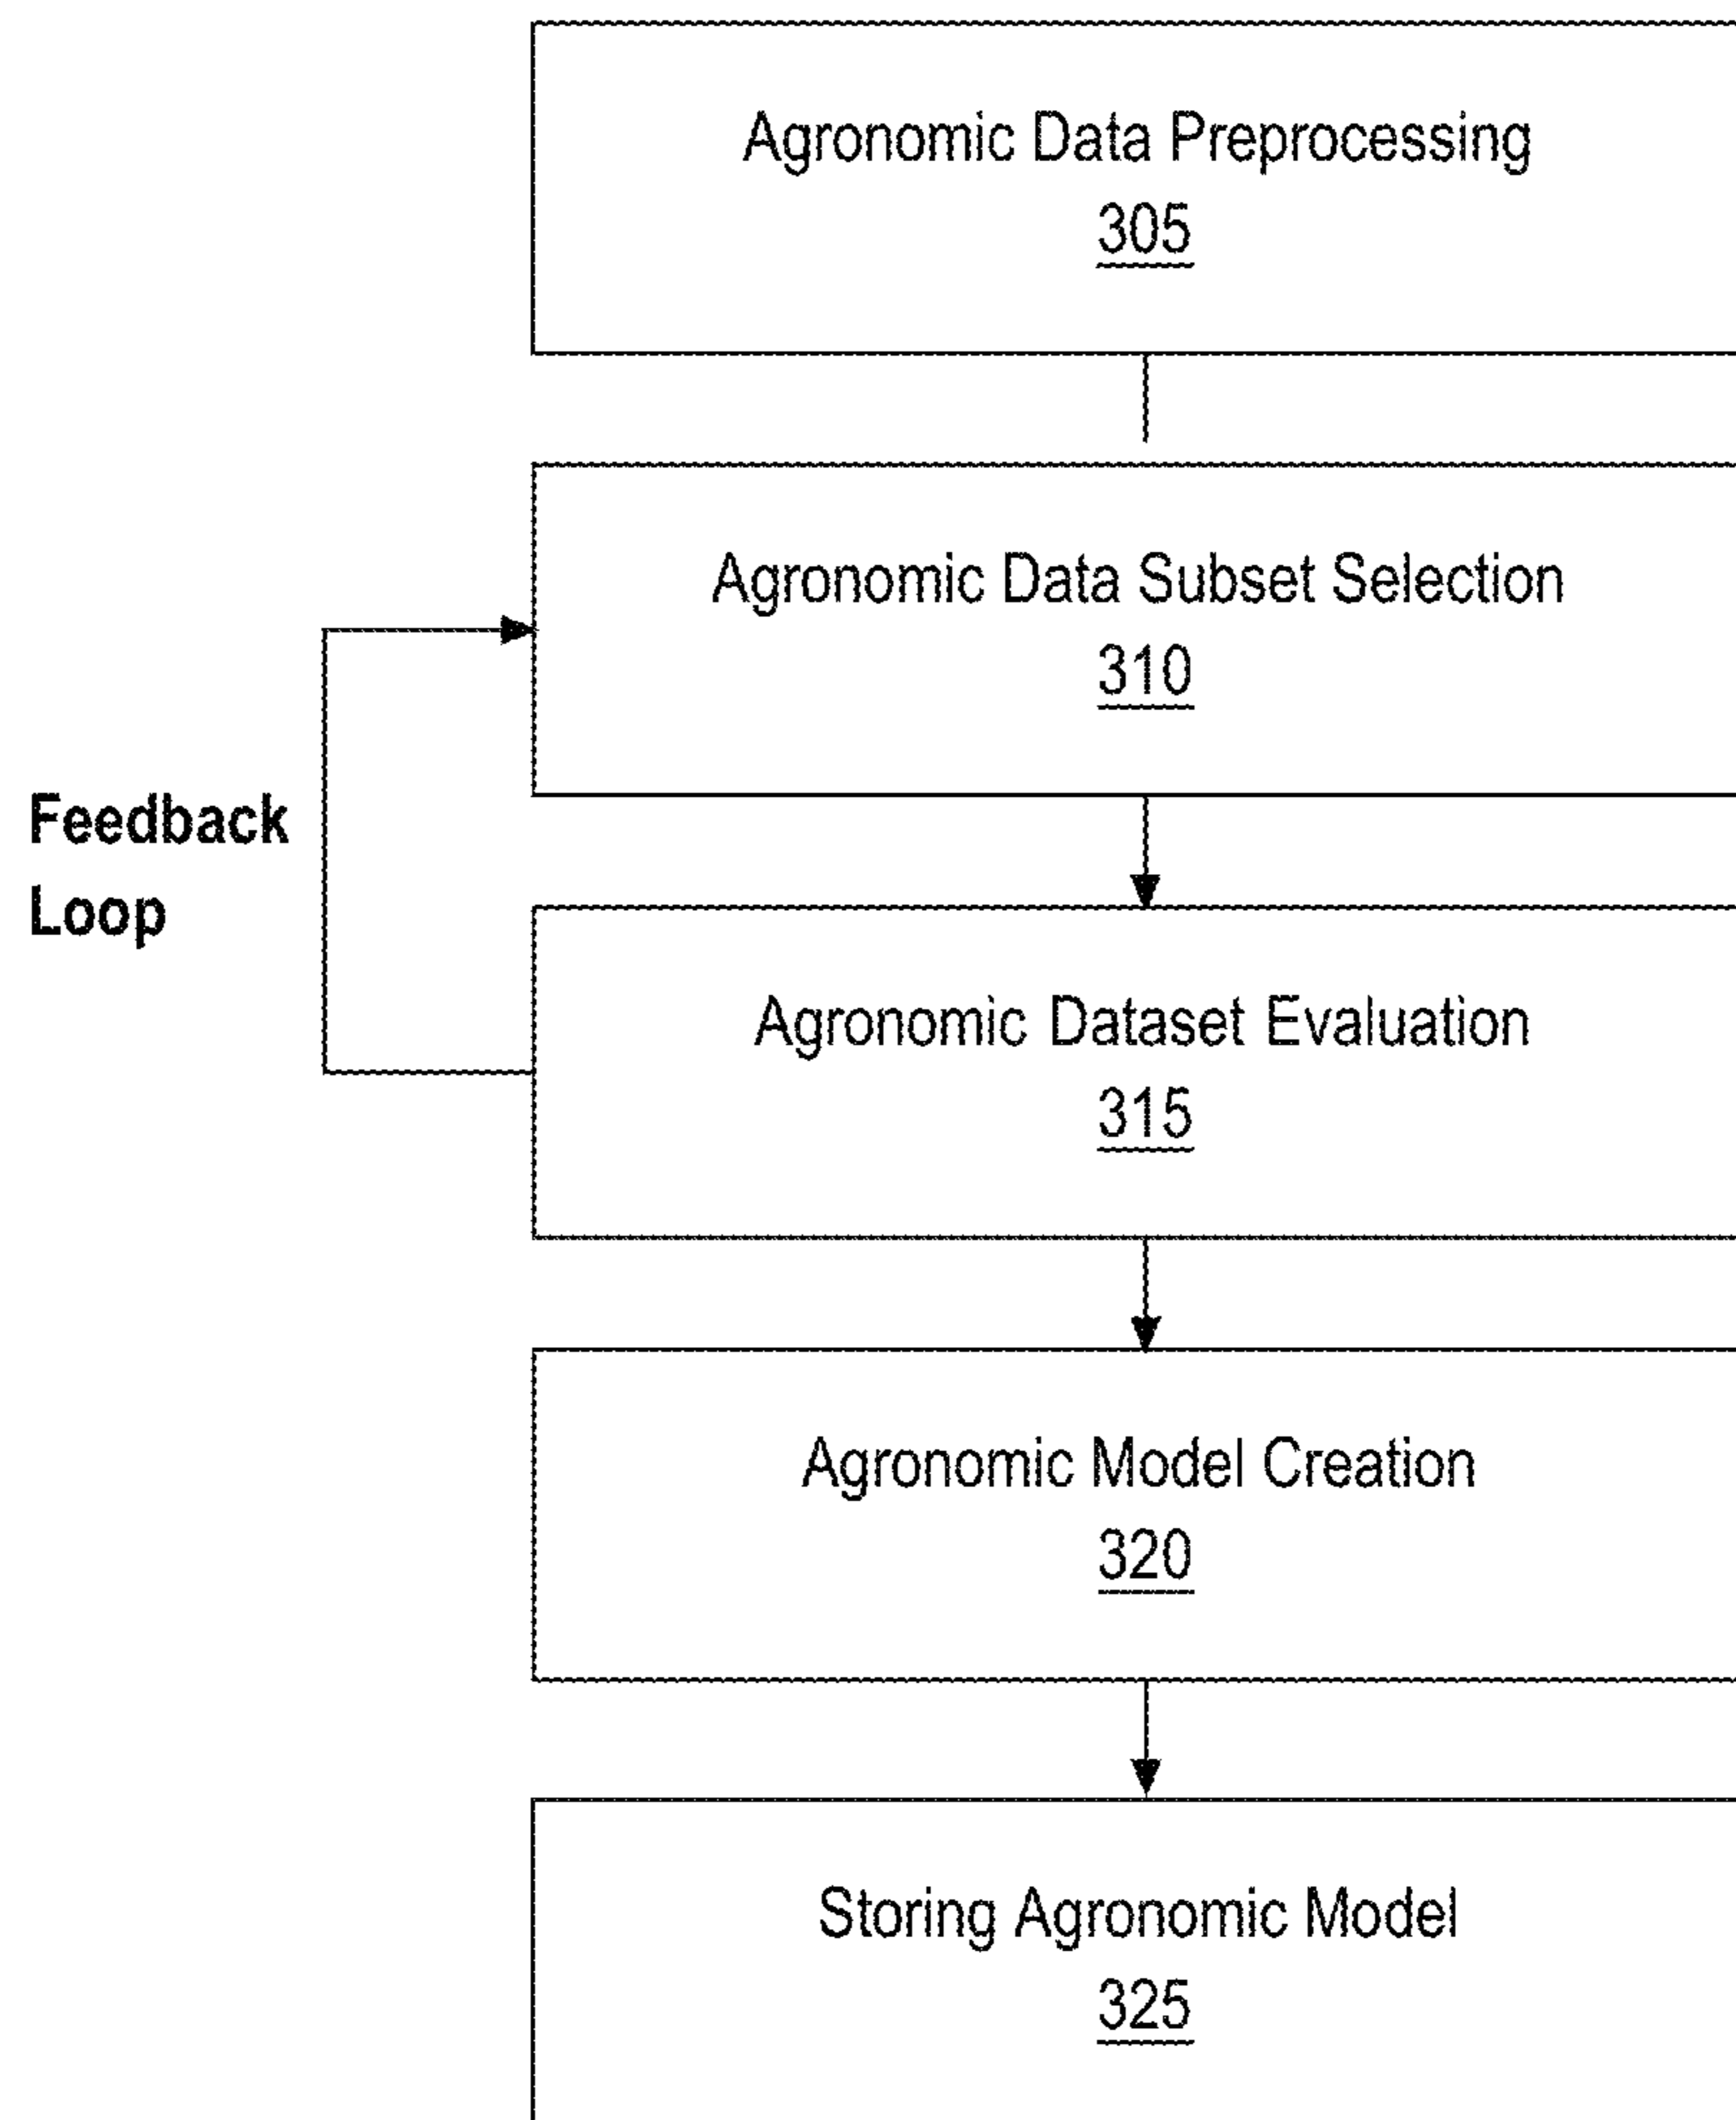 Agronomic Data Preprocessing
305
Agronomic Data Subset Selection
310
Feedback
Loop
Agronomic Dataset Evaluation
315
Agronomic Model Creation
320
Storing Agronomic Model
325